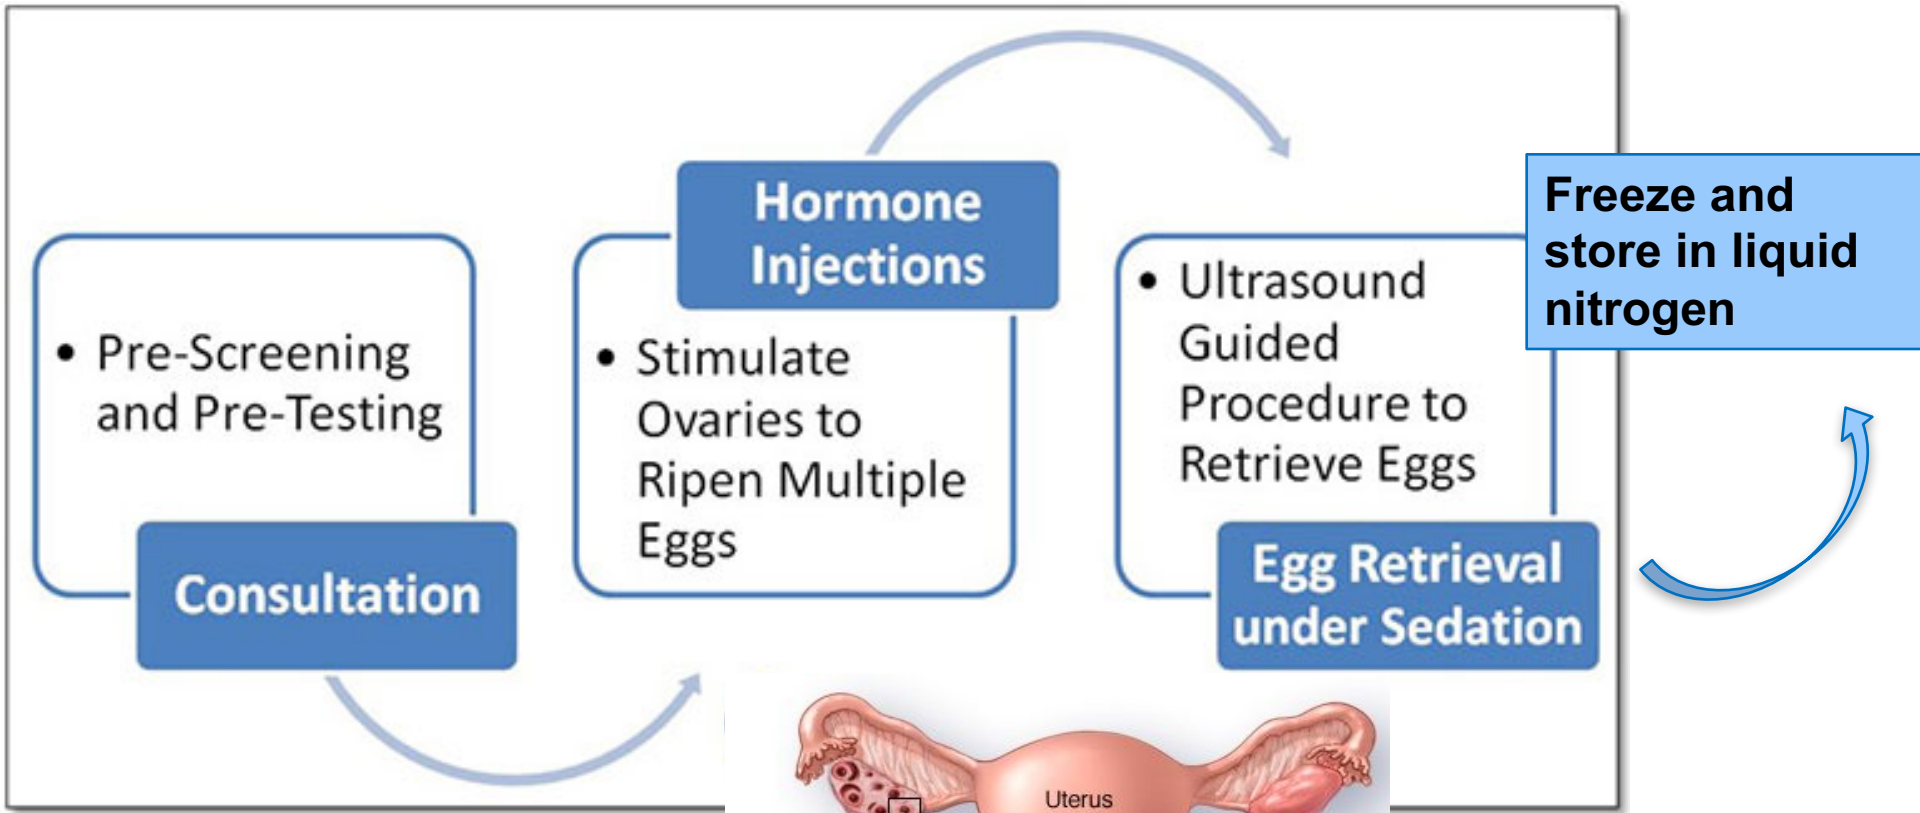 • Pre-Screening
and Pre-Testing
Consultation
Hormone
Injections
• Stimulate
Ovaries to
Ripen Multiple
Eggs
• Ultrasound
Guided
Procedure to
Retrieve Eggs
Egg Retrieval
under Sedation
Freeze and
store in liquid
nitrogen
Uterus